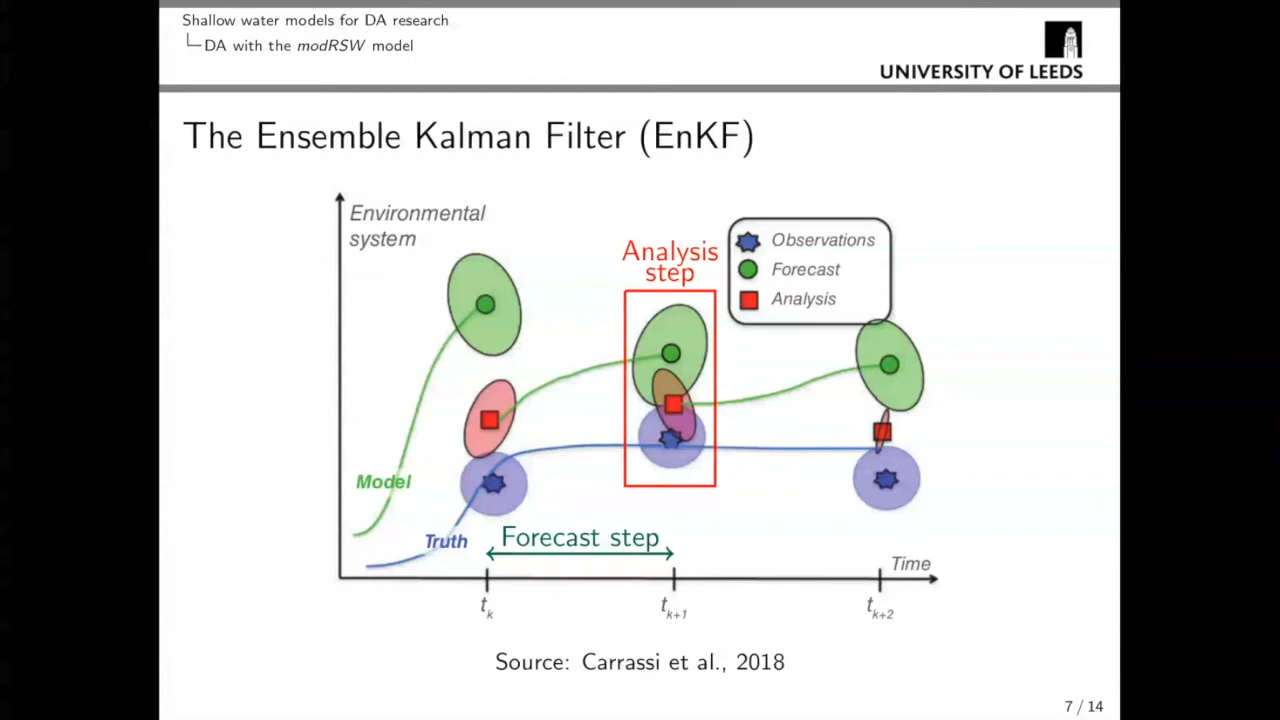 Shallow water models for DA research
DA with the modRSW model
UNIVERSITY OF LEEDS
The Ensemble Kalman Filter (EnKF)
Environmental
system
Analysis
step
Observations
Forecast
Analysis
Model
Truth
Forecast step
Time
t_k
t_{k+1}
t_{k+2}
Source: Carrassi et al., 2018
7 / 14